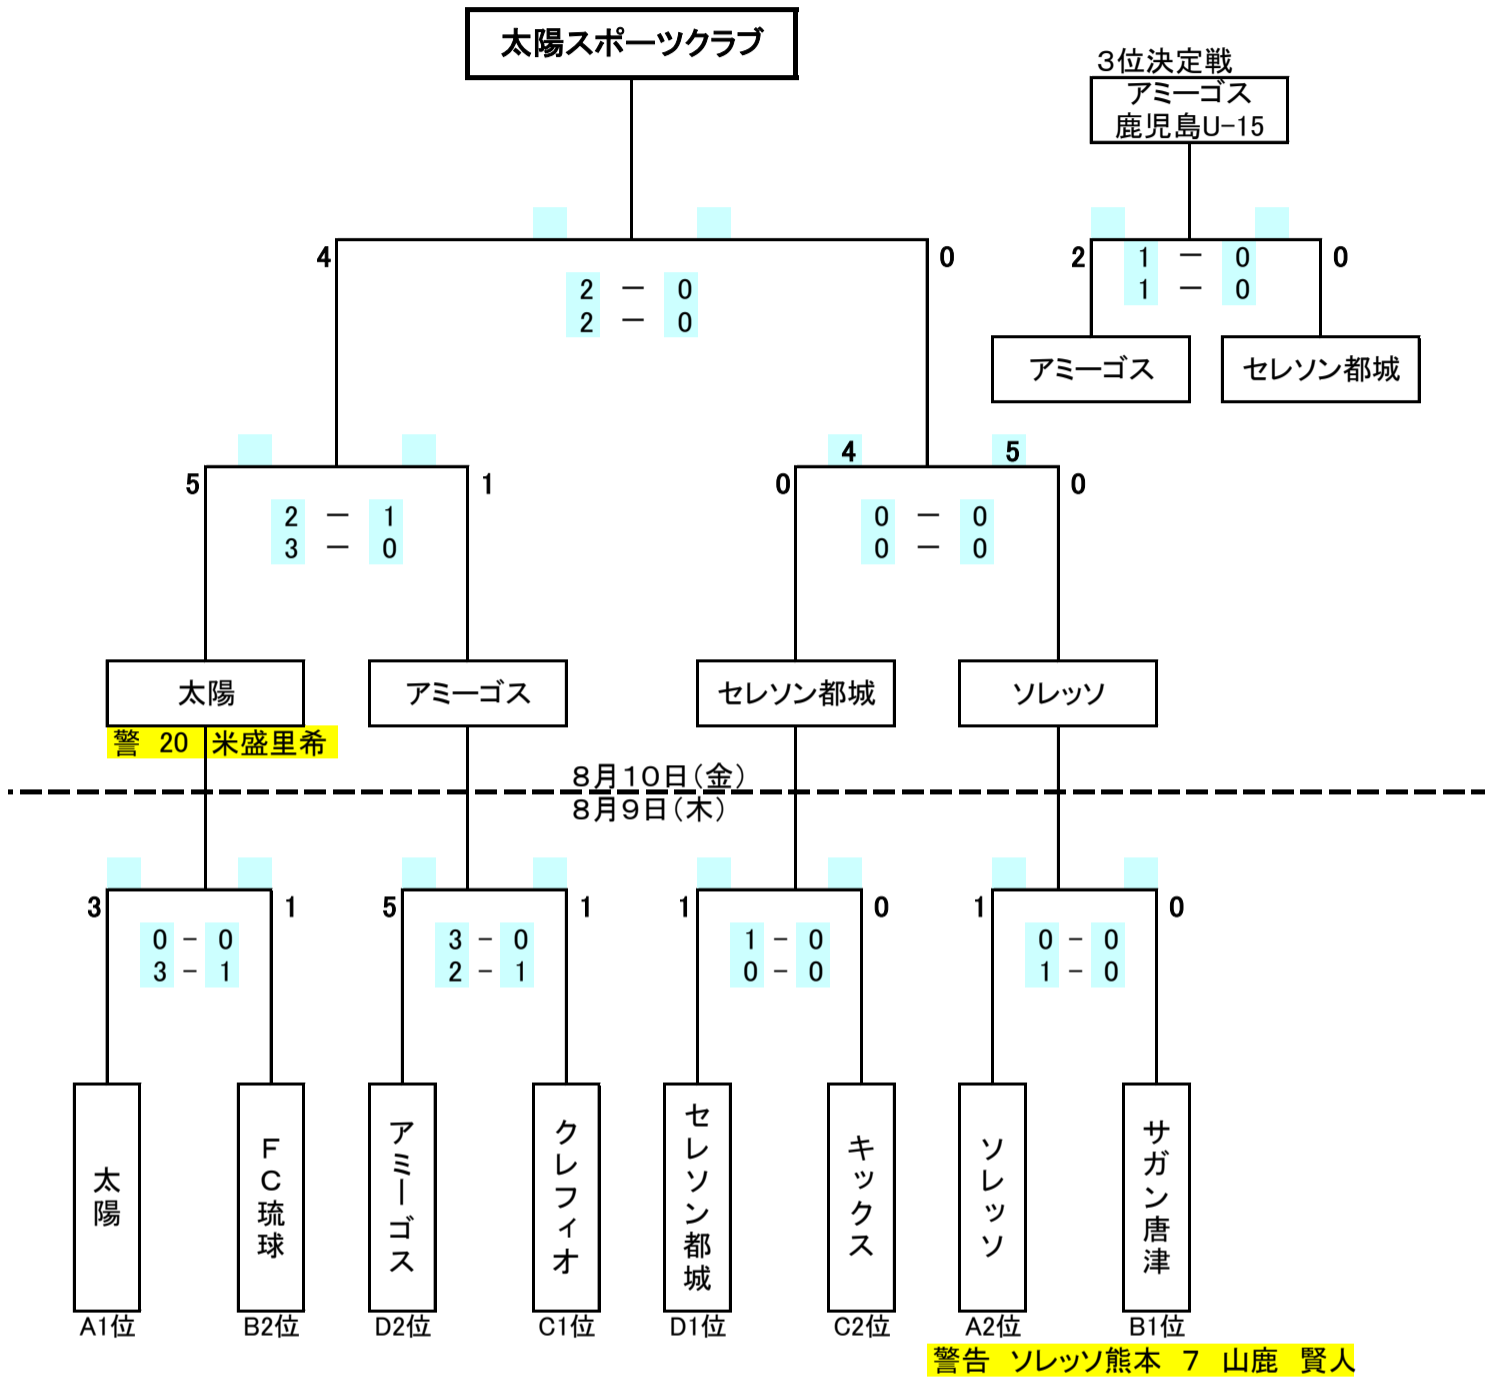 太陽スポーツクラブ
３位決定戦
アミーゴス
鹿児島U-15
4 0
2 － 0
2 － 0
2 1 － 0 0
1 － 0
アミーゴス セレソン都城
5 1
2 － 1
3 － 0
4 5
0 0
0 － 0
0 － 0
太陽 アミーゴス セレソン都城 ソレッソ
警 20 米盛里希
８月１０日（金）
８月９日（木）
3 1 5 1 1 0 1 0
0 - 0 3 - 0 1 - 0 0 - 0
3 - 1 2 - 1 0 - 0 1 - 0
太陽
ＦＣ琉球
アミーゴス
クレフィオ
セレソン都城
キックス
ソレッソ
サガン唐津
A1位 B2位 D2位 C1位 D1位 C2位 A2位 B1位
警告 ソレッソ熊本 7 山鹿 賢人